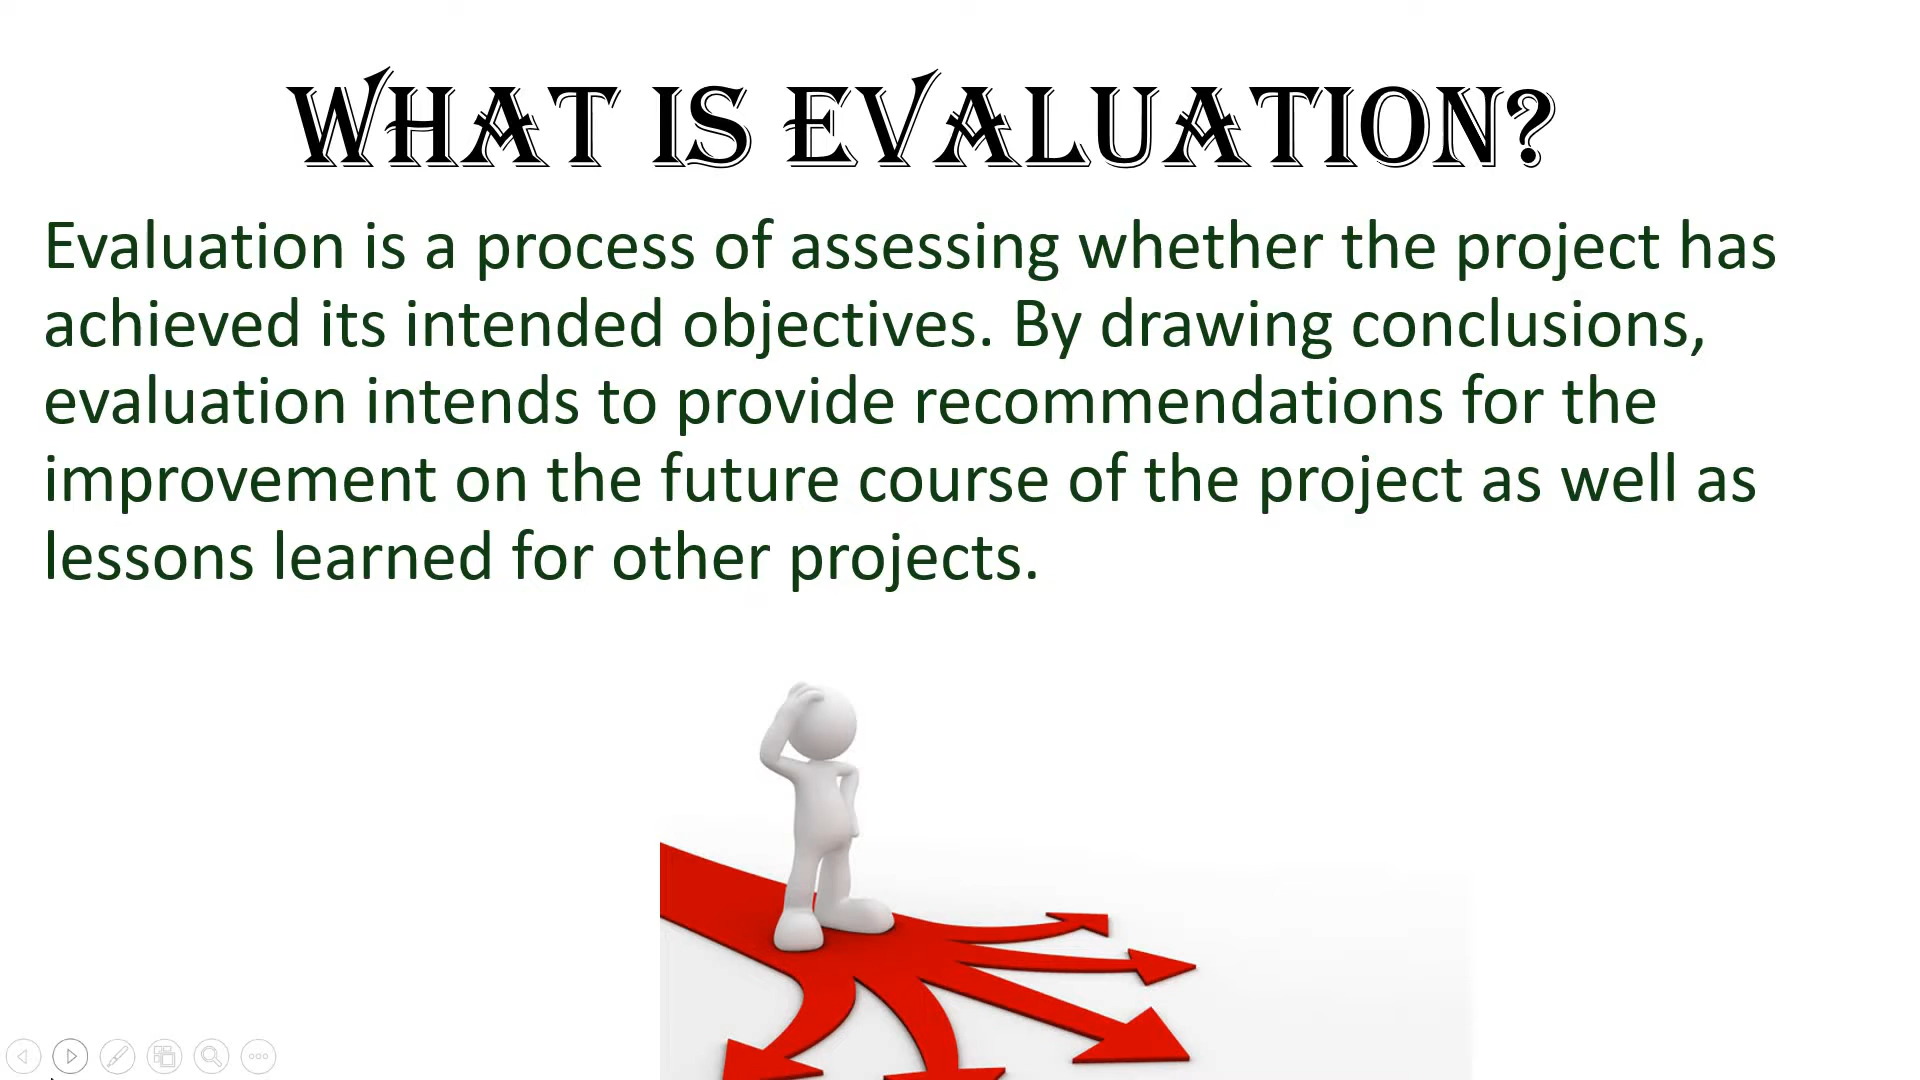 WHAT IS EVALUATION?
Evaluation is a process of assessing whether the project has
achieved its intended objectives. By drawing conclusions,
evaluation intends to provide recommendations for the
improvement on the future course of the project as well as
lessons learned for other projects.